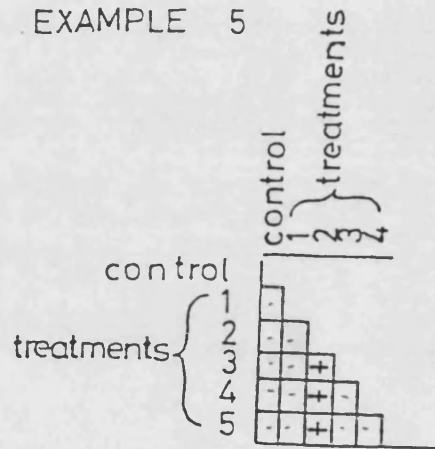 EXAMPLE 5
control
treatments
1 2 3 4
control
treatments
1 -
2 - -
3 - - +
4 - - + -
5 - - + - -